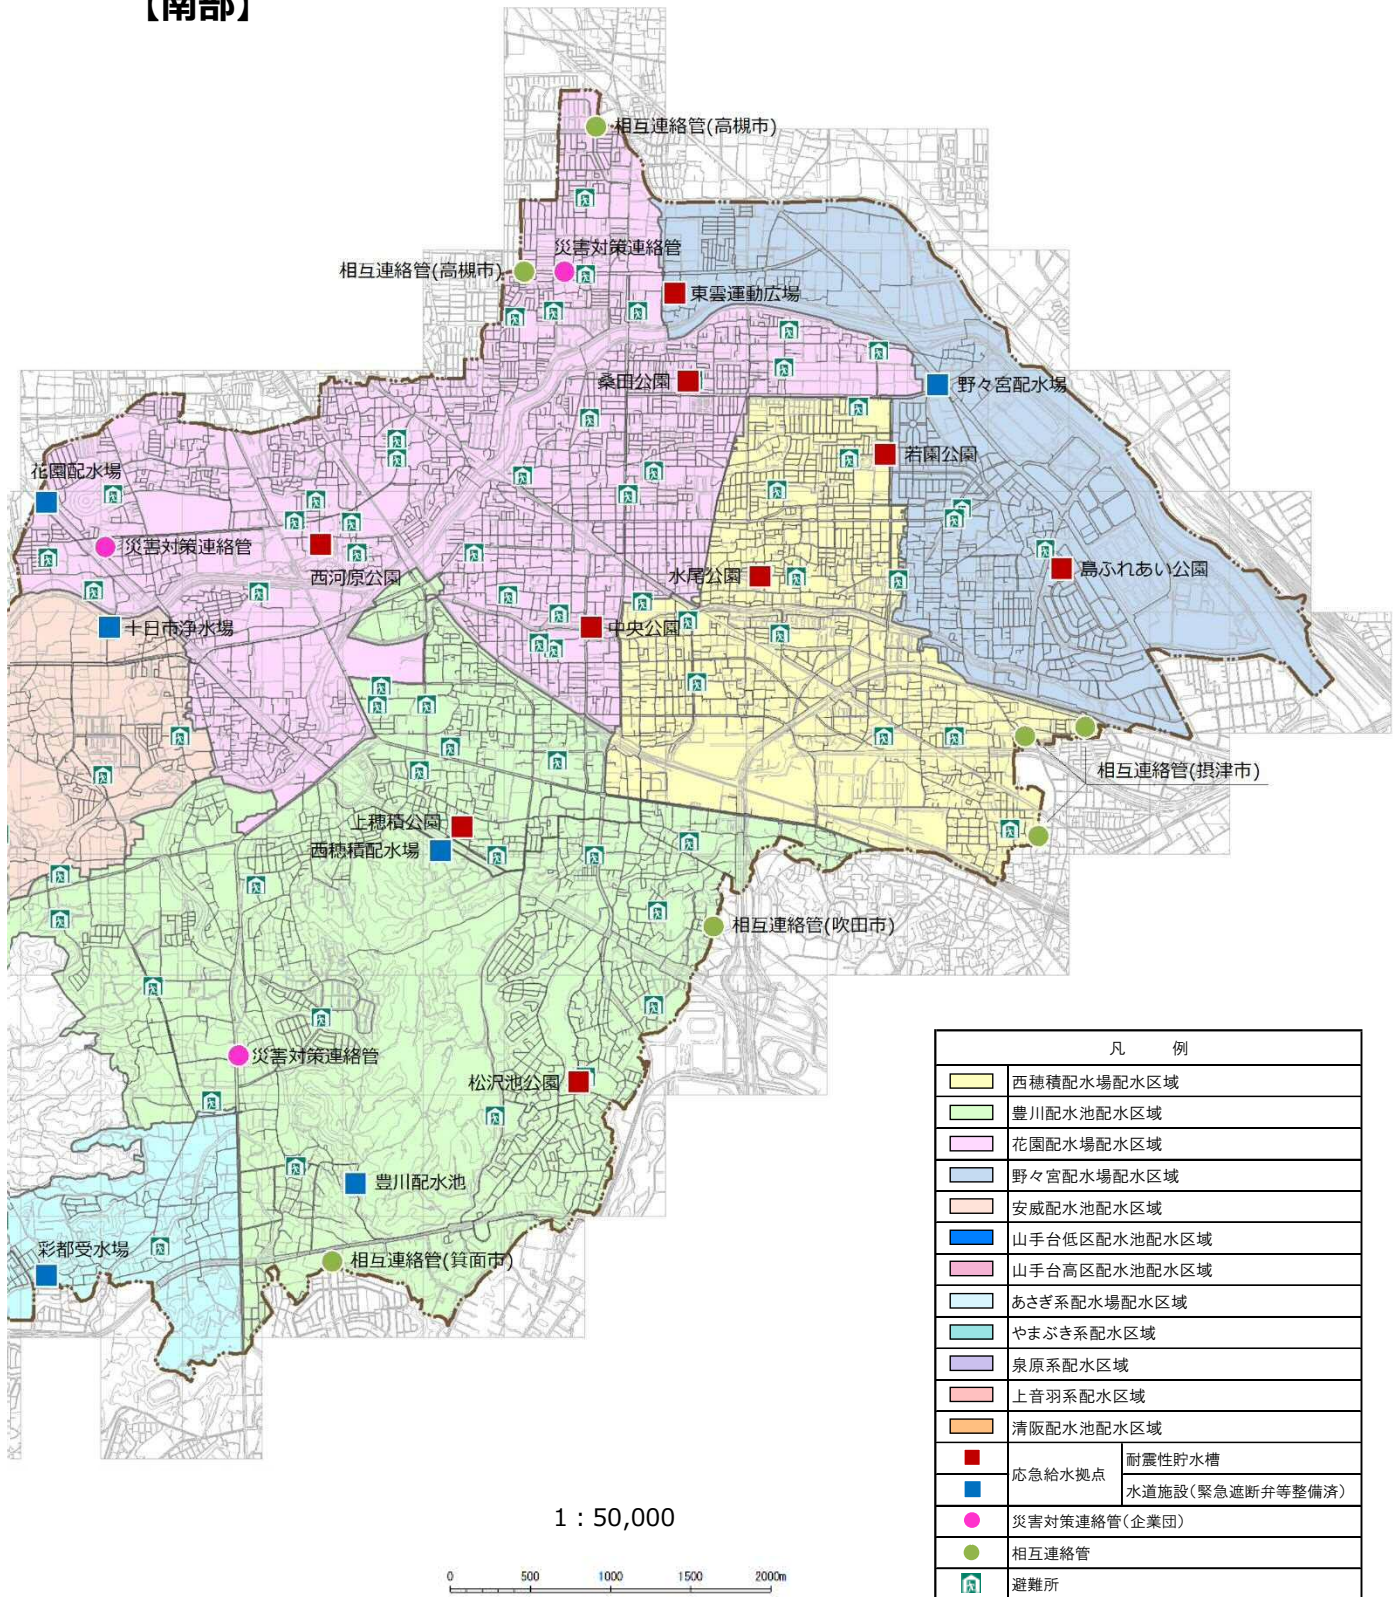 【南部】
相互連絡管(高槻市)
災害対策連絡管
相互連絡管(高槻市)
東雲運動広場
桑田公園
野々宮配水場
若園公園
花園配水場
災害対策連絡管
西河原公園
水尾公園
島ふれあい公園
十日市浄水場
中央公園
相互連絡管(摂津市)
上穂積公園
西穂積配水場
相互連絡管(吹田市)
災害対策連絡管
松沢池公園
豊川配水池
彩都受水場
相互連絡管(箕面市)
凡 例
西穂積配水場配水区域
豊川配水池配水区域
花園配水場配水区域
野々宮配水場配水区域
安威配水池配水区域
山手台低区配水池配水区域
山手台高区配水池配水区域
あさぎ系配水場配水区域
やまぶき系配水区域
泉原系配水区域
上音羽系配水区域
清阪配水池配水区域
応急給水拠点
耐震性貯水槽
水道施設(緊急遮断弁等整備済)
災害対策連絡管(企業団)
相互連絡管
避難所
1：50,000
0 500 1000 1500 2000m